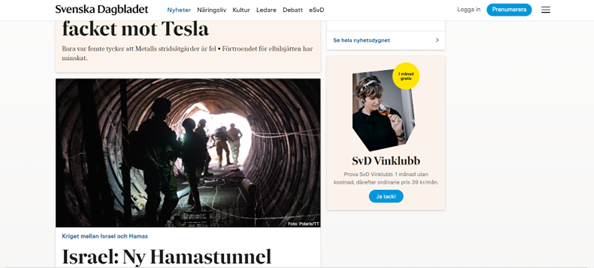 Svenska Dagbladet
Nyheter Näringsliv Kultur Ledare Debatt eSvD
Logga in Prenumerera
facket mot Tesla
Bara var femte tycker att Metalls stridsåtgärder är fel • Förtroendet för elbilsjätten har
minskat.
Foto: Polaris/TT
Kriget mellan Israel och Hamas
Israel: Ny Hamastunnel
Se hela nyhetsdygnet
1 månad
gratis
SvD Vinklubb
Prova SvD Vinklubb. 1 månad utan
kostnad, därefter ordinarie pris 39 kr/mån.
Ja tack!